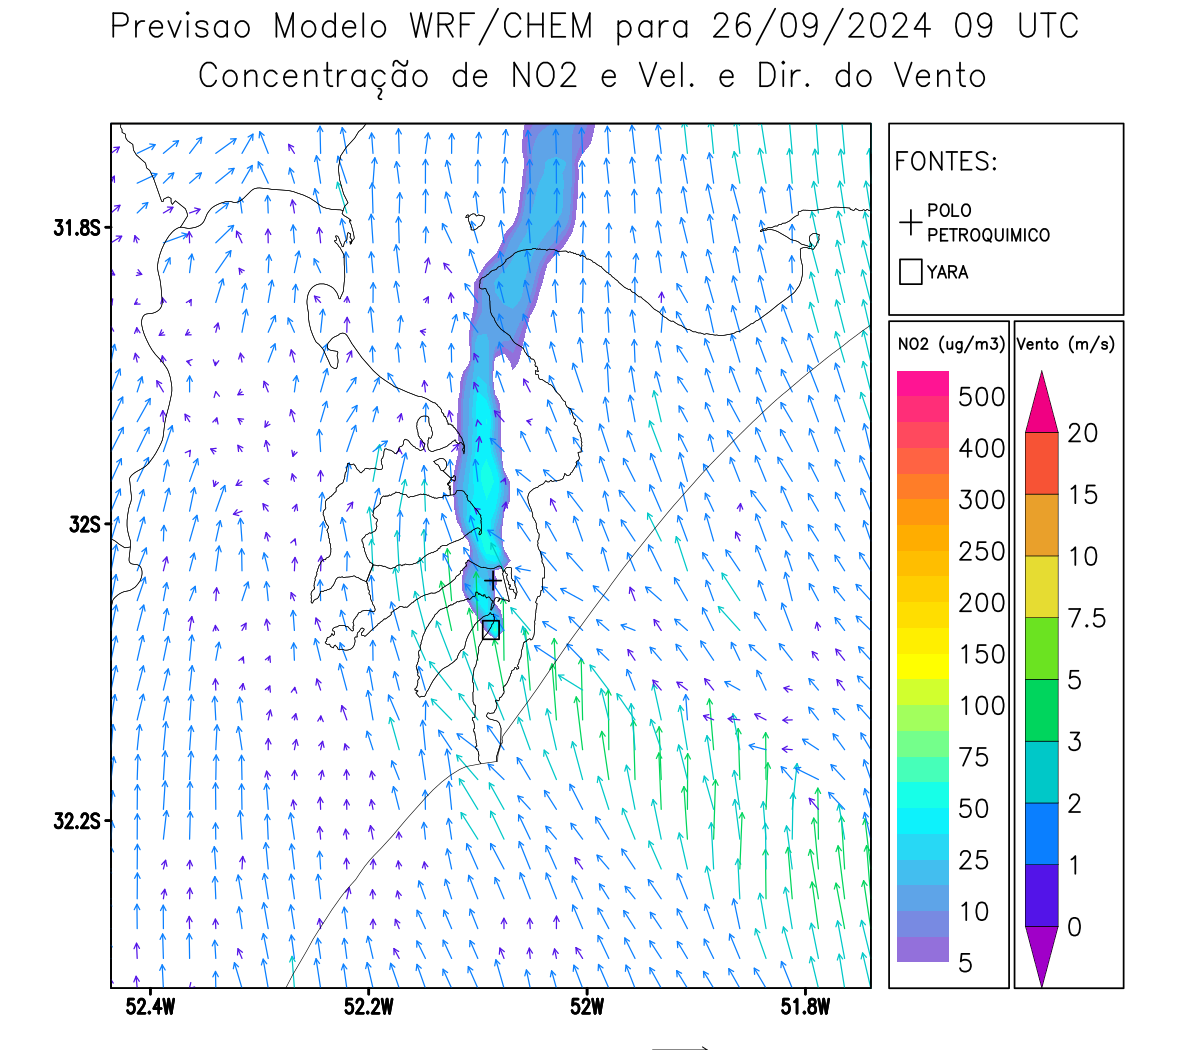 Previsao Modelo WRF/CHEM para 26/09/2024 09 UTC
Concentração de NO2 e Vel. e Dir. do Vento
FONTES:
POLO
PETROQUIMICO
YARA
NO2 (ug/m3)
500
400
300
250
200
150
100
75
50
25
10
5
Vento (m/s)
20
15
10
7.5
5
3
2
1
0
31.8S
32S
32.2S
52.4W
52.2W
52W
51.8W